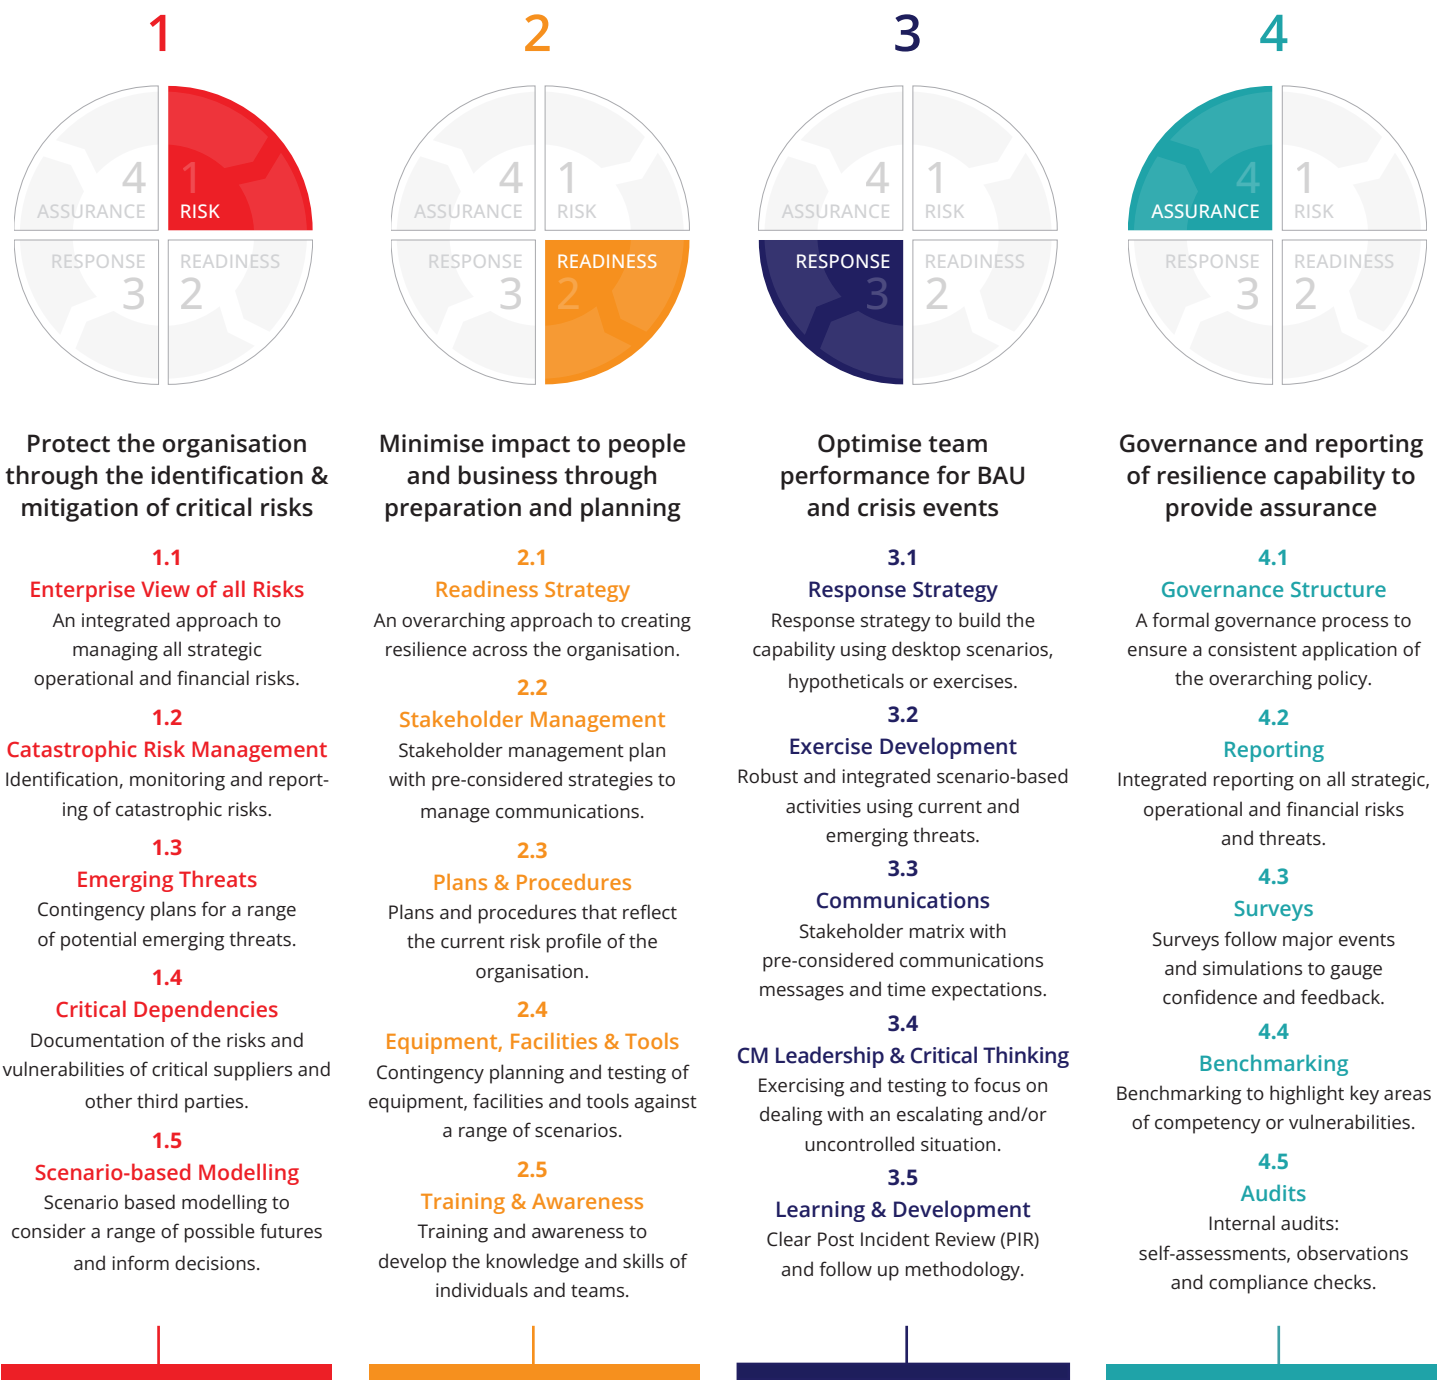 1
4
ASSURANCE
1
RISK
RESPONSE
3
READINESS
2
Protect the organisation
through the identification &
mitigation of critical risks
1.1
Enterprise View of all Risks
An integrated approach to
managing all strategic
operational and financial risks.
1.2
Catastrophic Risk Management
Identification, monitoring and report-
ing of catastrophic risks.
1.3
Emerging Threats
Contingency plans for a range
of potential emerging threats.
1.4
Critical Dependencies
Documentation of the risks and
vulnerabilities of critical suppliers and
other third parties.
1.5
Scenario-based Modelling
Scenario based modelling to
consider a range of possible futures
and inform decisions.
2
4
ASSURANCE
1
RISK
RESPONSE
3
READINESS
2
Minimise impact to people
and business through
preparation and planning
2.1
Readiness Strategy
An overarching approach to creating
resilience across the organisation.
2.2
Stakeholder Management
Stakeholder management plan
with pre-considered strategies to
manage communications.
2.3
Plans & Procedures
Plans and procedures that reflect
the current risk profile of the
organisation.
2.4
Equipment, Facilities & Tools
Contingency planning and testing of
equipment, facilities and tools against
a range of scenarios.
2.5
Training & Awareness
Training and awareness to
develop the knowledge and skills of
individuals and teams.
3
4
ASSURANCE
1
RISK
RESPONSE
3
READINESS
2
Optimise team
performance for BAU
and crisis events
3.1
Response Strategy
Response strategy to build the
capability using desktop scenarios,
hypotheticals or exercises.
3.2
Exercise Development
Robust and integrated scenario-based
activities using current and
emerging threats.
3.3
Communications
Stakeholder matrix with
pre-considered communications
messages and time expectations.
3.4
CM Leadership & Critical Thinking
Exercising and testing to focus on
dealing with an escalating and/or
uncontrolled situation.
3.5
Learning & Development
Clear Post Incident Review (PIR)
and follow up methodology.
4
4
ASSURANCE
1
RISK
RESPONSE
3
READINESS
2
Governance and reporting
of resilience capability to
provide assurance
4.1
Governance Structure
A formal governance process to
ensure a consistent application of
the overarching policy.
4.2
Reporting
Integrated reporting on all strategic,
operational and financial risks
and threats.
4.3
Surveys
Surveys follow major events
and simulations to gauge
confidence and feedback.
4.4
Benchmarking
Benchmarking to highlight key areas
of competency or vulnerabilities.
4.5
Audits
Internal audits:
self-assessments, observations
and compliance checks.